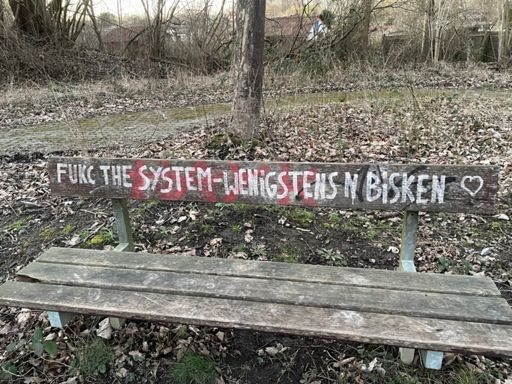 FUKC THE SYSTEM-WENiGSTENS N BiSKEN ♡